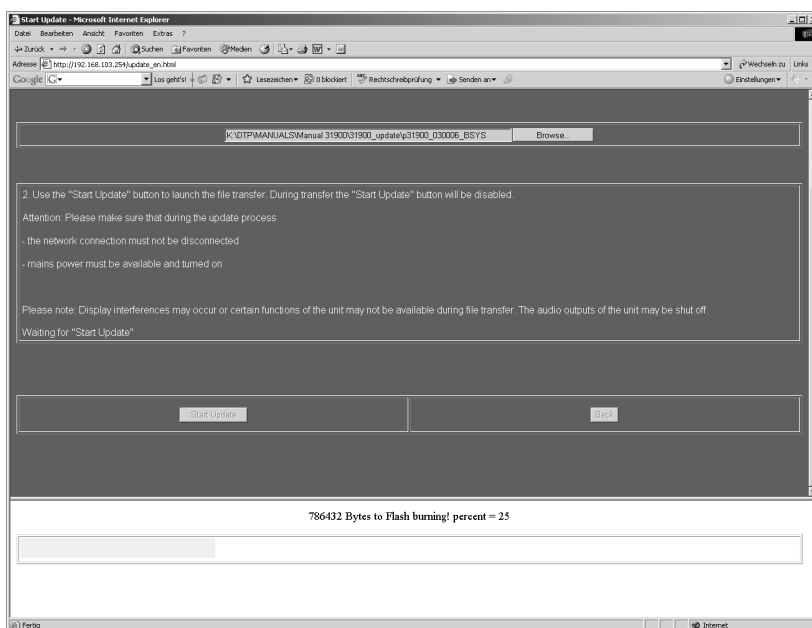 Start Update - Microsoft Internet Explorer
Datei Bearbeiten Ansicht Favoriten Extras ?
Zurück Suchen Favoriten Medien
Adresse http://192.168.103.254/update_en.html Wechseln zu Links
Google G Los geht's! Lesezeichen 0 blockiert Rechtschreibprüfung Senden an Einstellungen
K:\DTP\MANUALS\Manual 31900\31900_update\p31900_030006_BSYS Browse...
2. Use the "Start Update" button to launch the file transfer. During transfer the "Start Update" button will be disabled.
Attention: Please make sure that during the update process
- the network connection must not be disconnected
- mains power must be available and turned on
Please note: Display interferences may occur or certain functions of the unit may not be available during file transfer. The audio outputs of the unit may be shut off.
Waiting for "Start Update"
Start Update Back
786432 Bytes to Flash burning! percent = 25
Fertig Internet